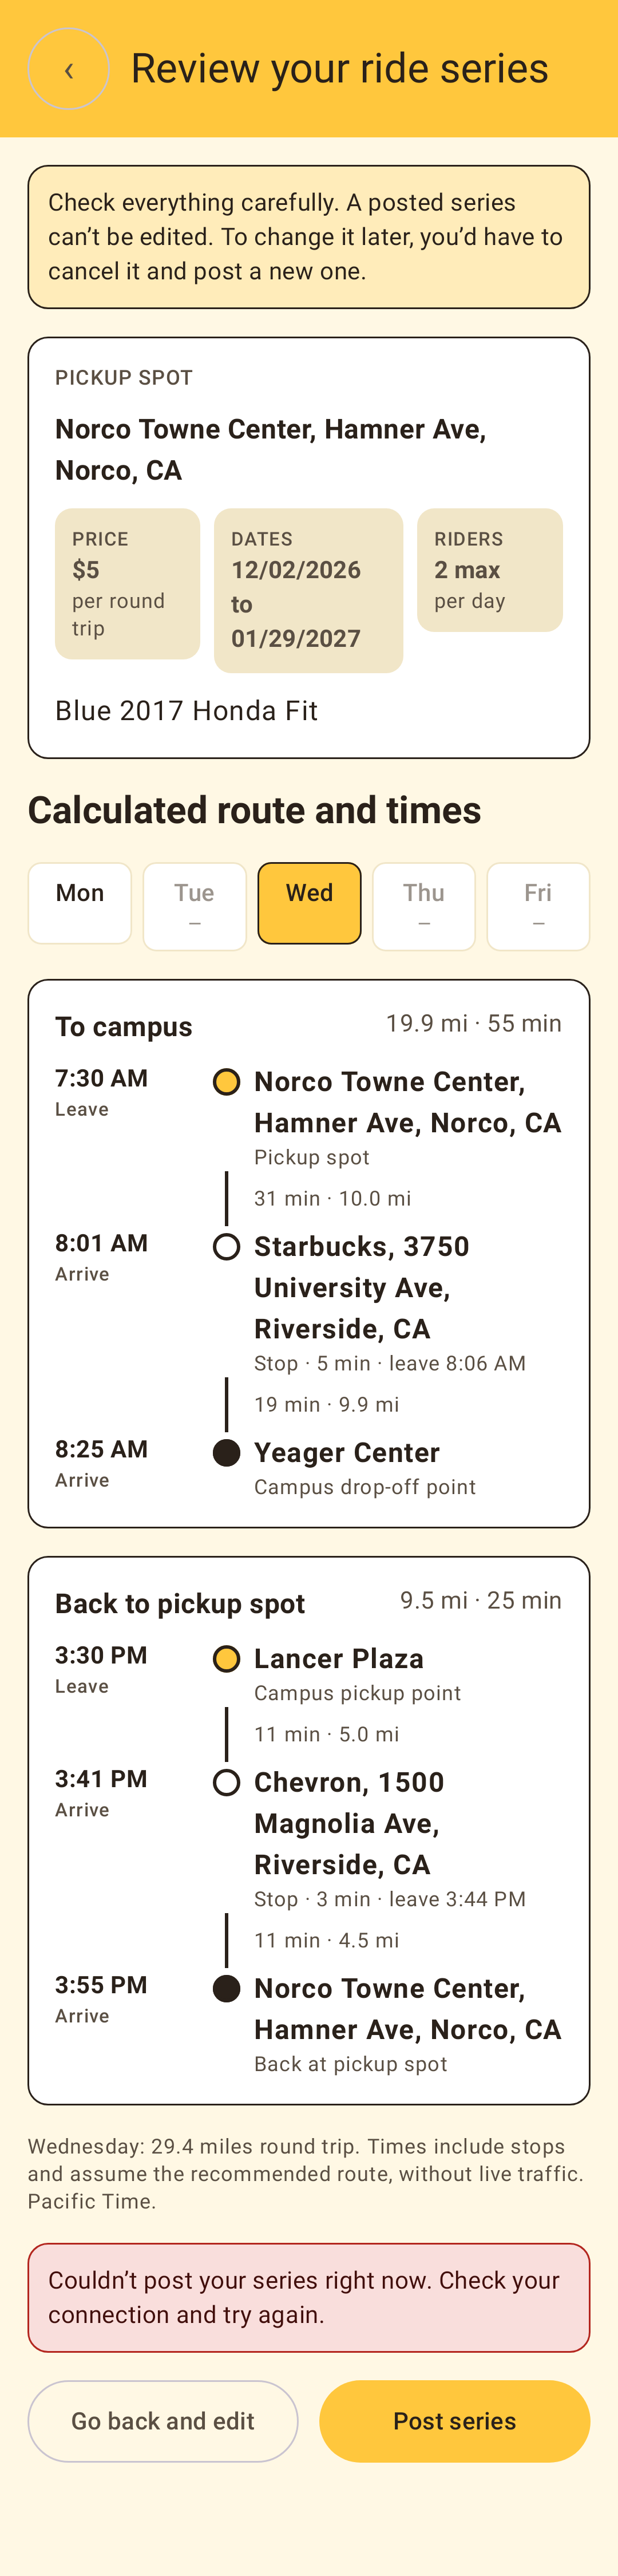 ‹ Review your ride series
Check everything carefully. A posted series
can’t be edited. To change it later, you’d have to
cancel it and post a new one.
PICKUP SPOT
Norco Towne Center, Hamner Ave,
Norco, CA
PRICE
$5
per round
trip
DATES
12/02/2026
to
01/29/2027
RIDERS
2 max
per day
Blue 2017 Honda Fit
Calculated route and times
Mon
Tue
–
Wed
Thu
–
Fri
–
To campus
19.9 mi · 55 min
7:30 AM
Leave
Norco Towne Center,
Hamner Ave, Norco, CA
Pickup spot
31 min · 10.0 mi
8:01 AM
Arrive
Starbucks, 3750
University Ave,
Riverside, CA
Stop · 5 min · leave 8:06 AM
19 min · 9.9 mi
8:25 AM
Arrive
Yeager Center
Campus drop-off point
Back to pickup spot
9.5 mi · 25 min
3:30 PM
Leave
Lancer Plaza
Campus pickup point
11 min · 5.0 mi
3:41 PM
Arrive
Chevron, 1500
Magnolia Ave,
Riverside, CA
Stop · 3 min · leave 3:44 PM
11 min · 4.5 mi
3:55 PM
Arrive
Norco Towne Center,
Hamner Ave, Norco, CA
Back at pickup spot
Wednesday: 29.4 miles round trip. Times include stops
and assume the recommended route, without live traffic.
Pacific Time.
Couldn’t post your series right now. Check your
connection and try again.
Go back and edit
Post series